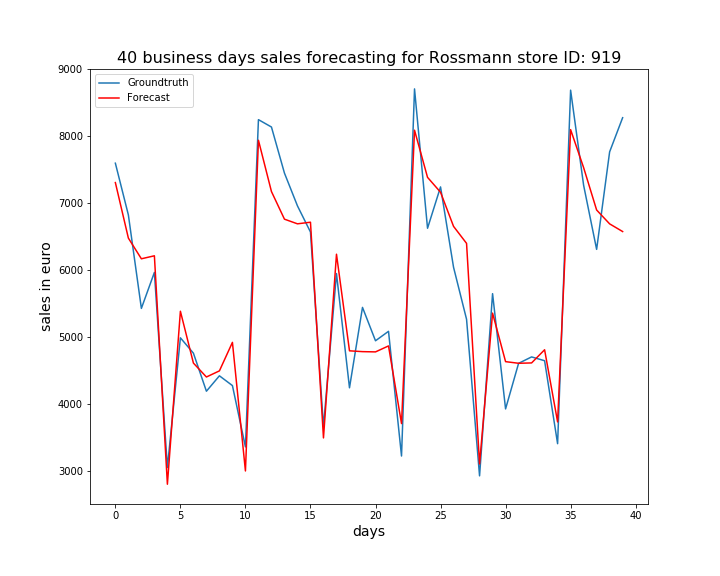 40 business days sales forecasting for Rossmann store ID: 919
Groundtruth
Forecast
sales in euro
9000
8000
7000
6000
5000
4000
3000
0 5 10 15 20 25 30 35 40
days